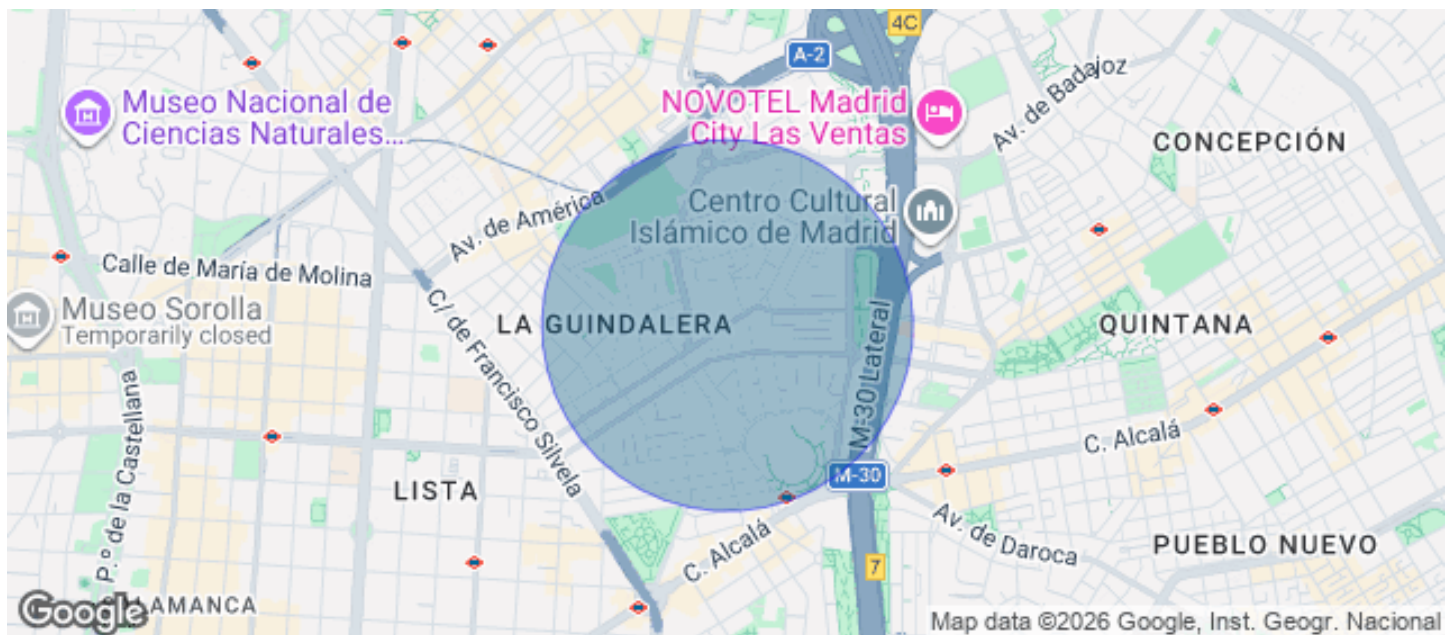 4C
A-2
Museo Nacional de
Ciencias Naturales...
NOVOTEL Madrid
City Las Ventas
Av. de Badajoz
CONCEPCIÓN
Av. de América
Centro Cultural
Islámico de Madrid
Calle de María de Molina
Museo Sorolla
Temporarily closed
LA GUINDALERA
QUINTANA
C/ de Francisco Silvela
M-30 Lateral
P.º de la Castellana
C. Alcalá
M-30
LISTA
Av. de Daroca
C. Alcalá
PUEBLO NUEVO
7
Google
LAMANCA
Map data ©2026 Google, Inst. Geogr. Nacional